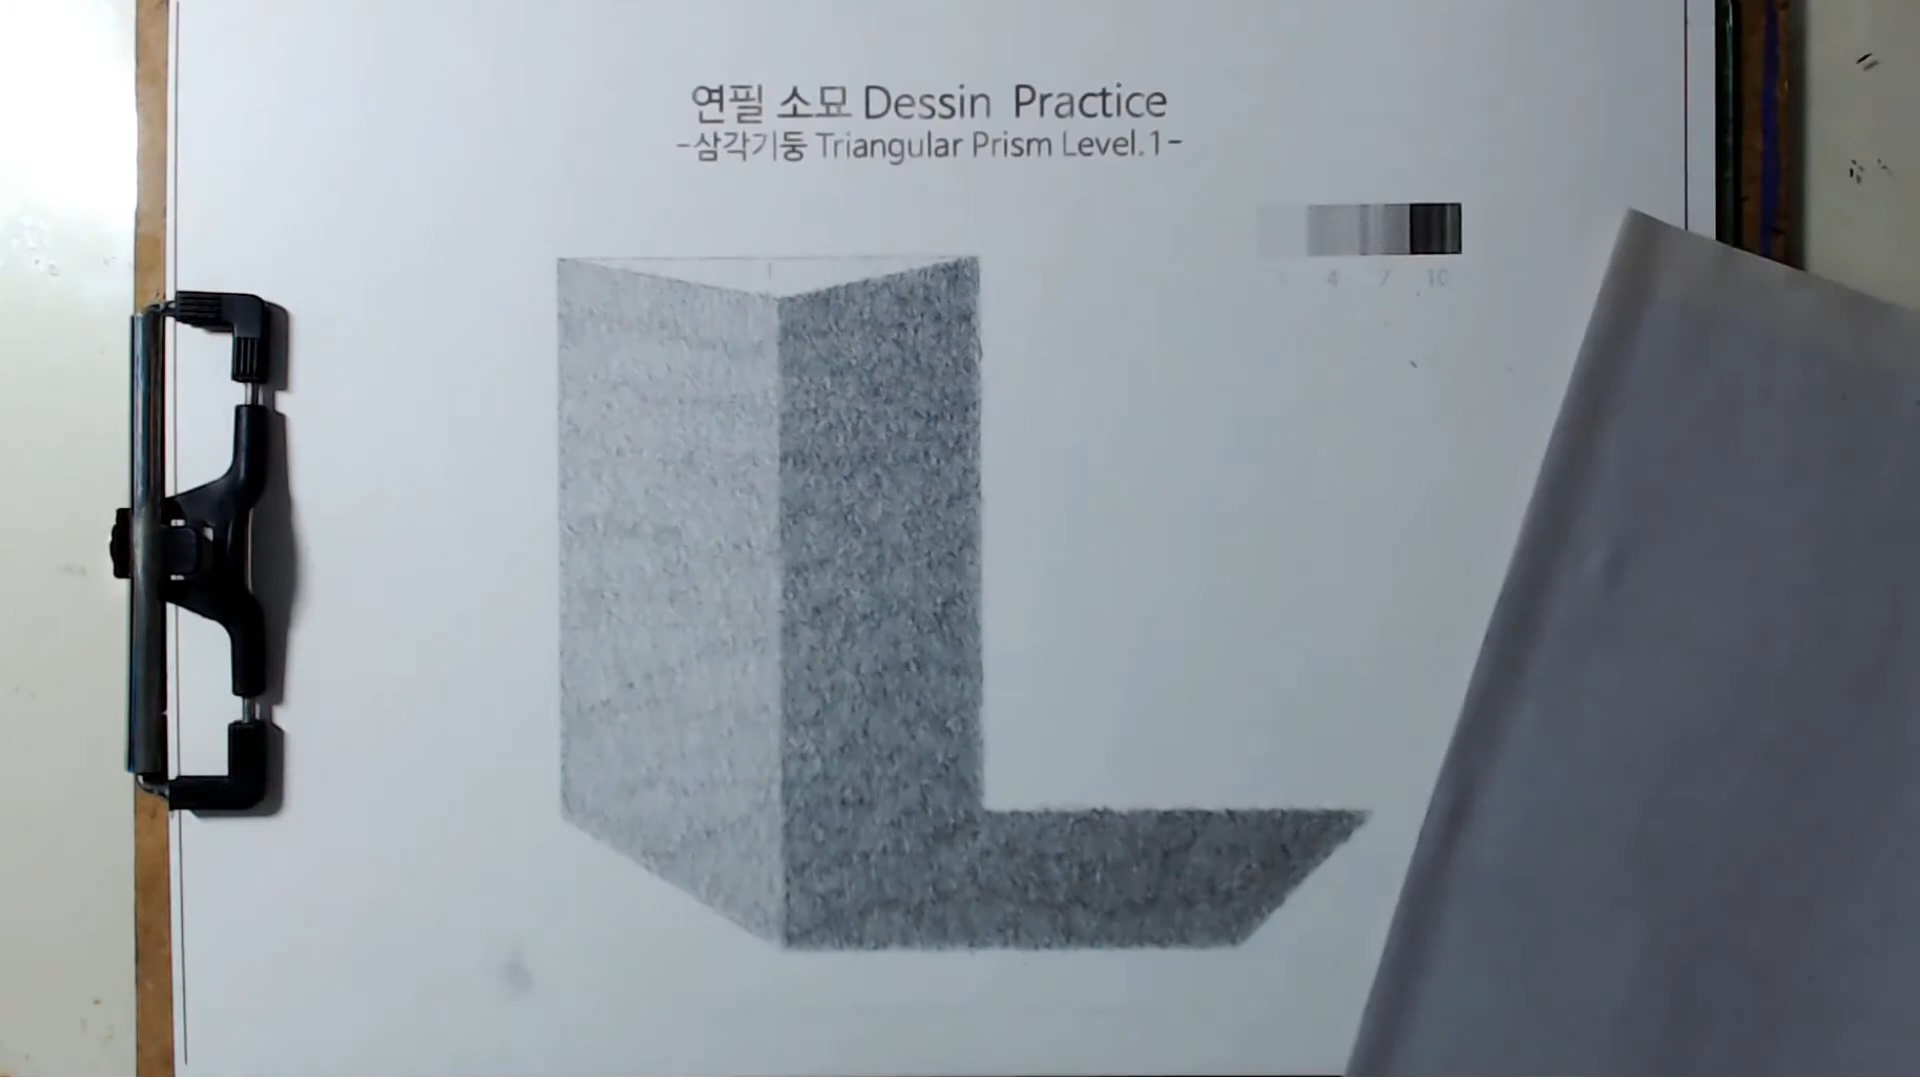 연필 소묘 Dessin Practice
-삼각기둥 Triangular Prism Level.1-
4 7 10